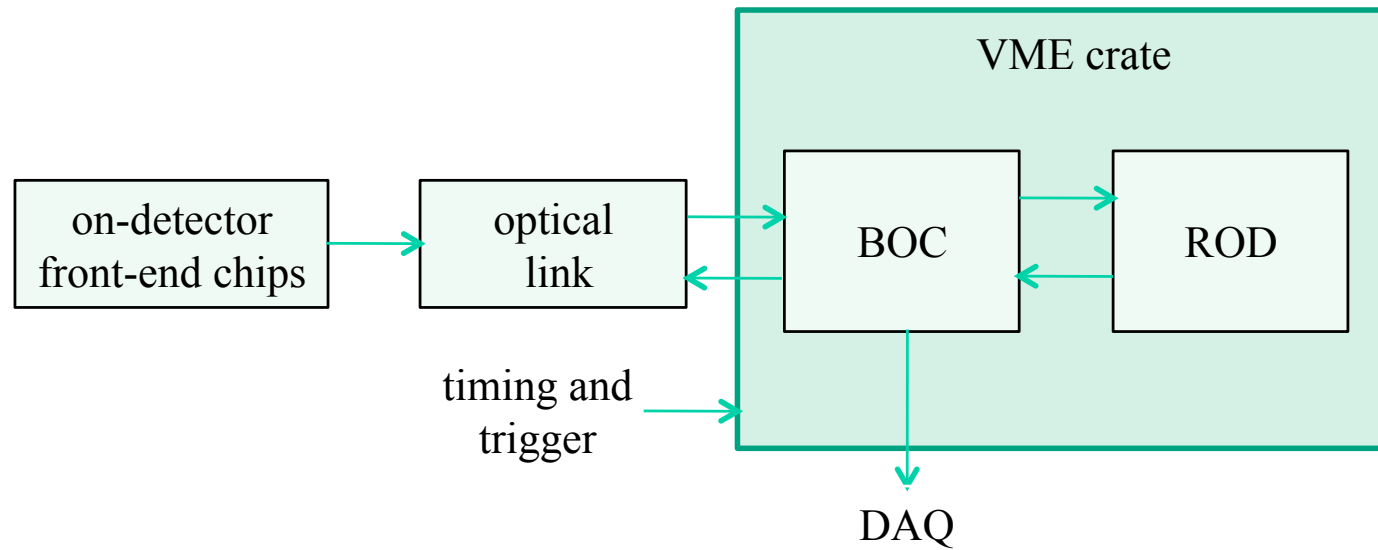 VME crate
on-detector
front-end chips
optical
link
BOC
ROD
timing and
trigger
DAQ